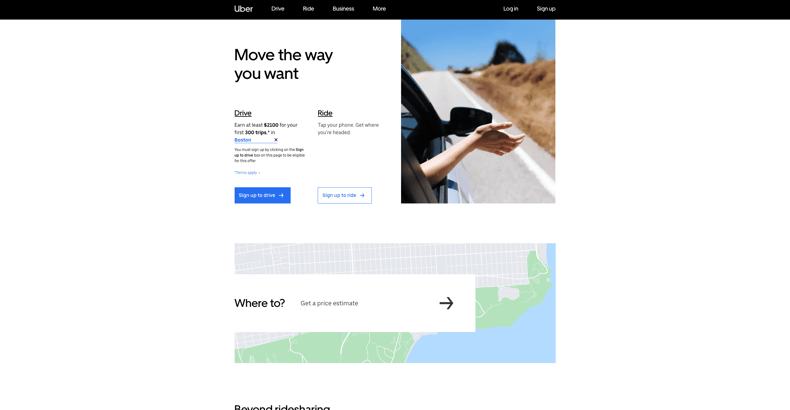 Uber Drive Ride Business More Log in Sign up
Move the way
you want
Drive
Earn at least $2100 for your
first 300 trips,* in
Boston ×
You must sign up by clicking on the Sign
up to drive box on this page to be eligible
for this offer
*Terms apply
Sign up to drive →
Ride
Tap your phone. Get where
you're headed.
Sign up to ride →
Where to? Get a price estimate →
Beyond ridesharing